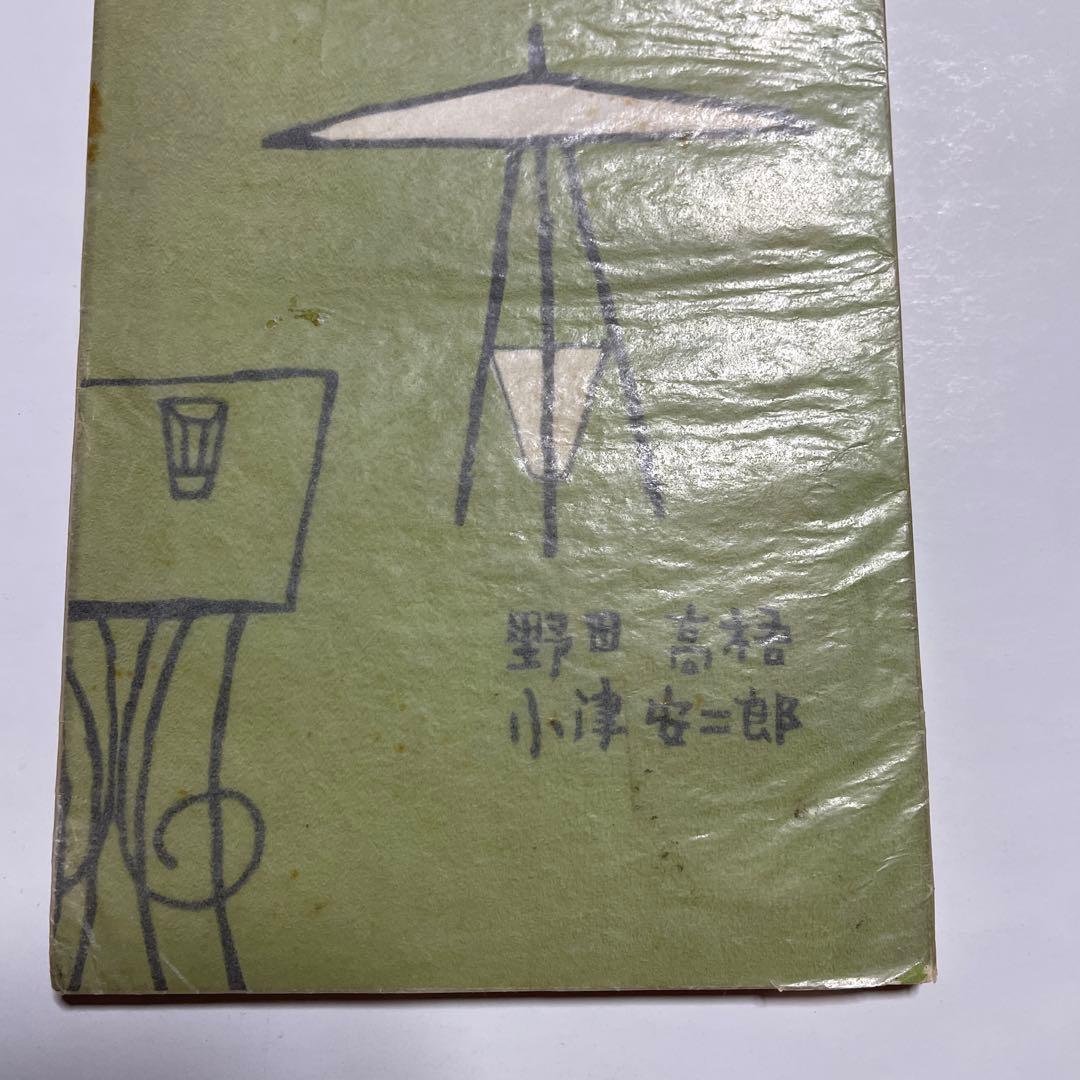 野田 高梧
小津 安二郎